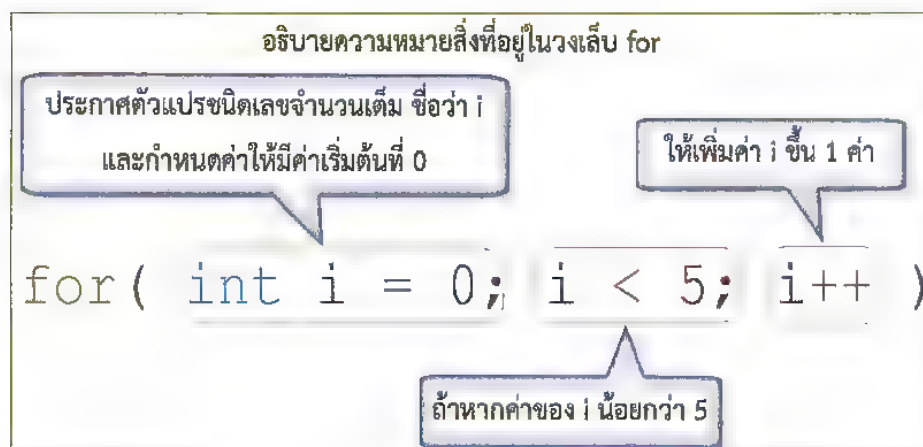 อธิบายความหมายสิ่งที่อยู่ในวงเล็บ for
ประกาศตัวแปรชนิดเลขจำนวนเต็ม ชื่อว่า i
และกำหนดค่าให้มีค่าเริ่มต้นที่ 0
ให้เพิ่มค่า i ขึ้น 1 ค่า
for( int i = 0; i < 5; i++ )
ถ้าหากค่าของ i น้อยกว่า 5